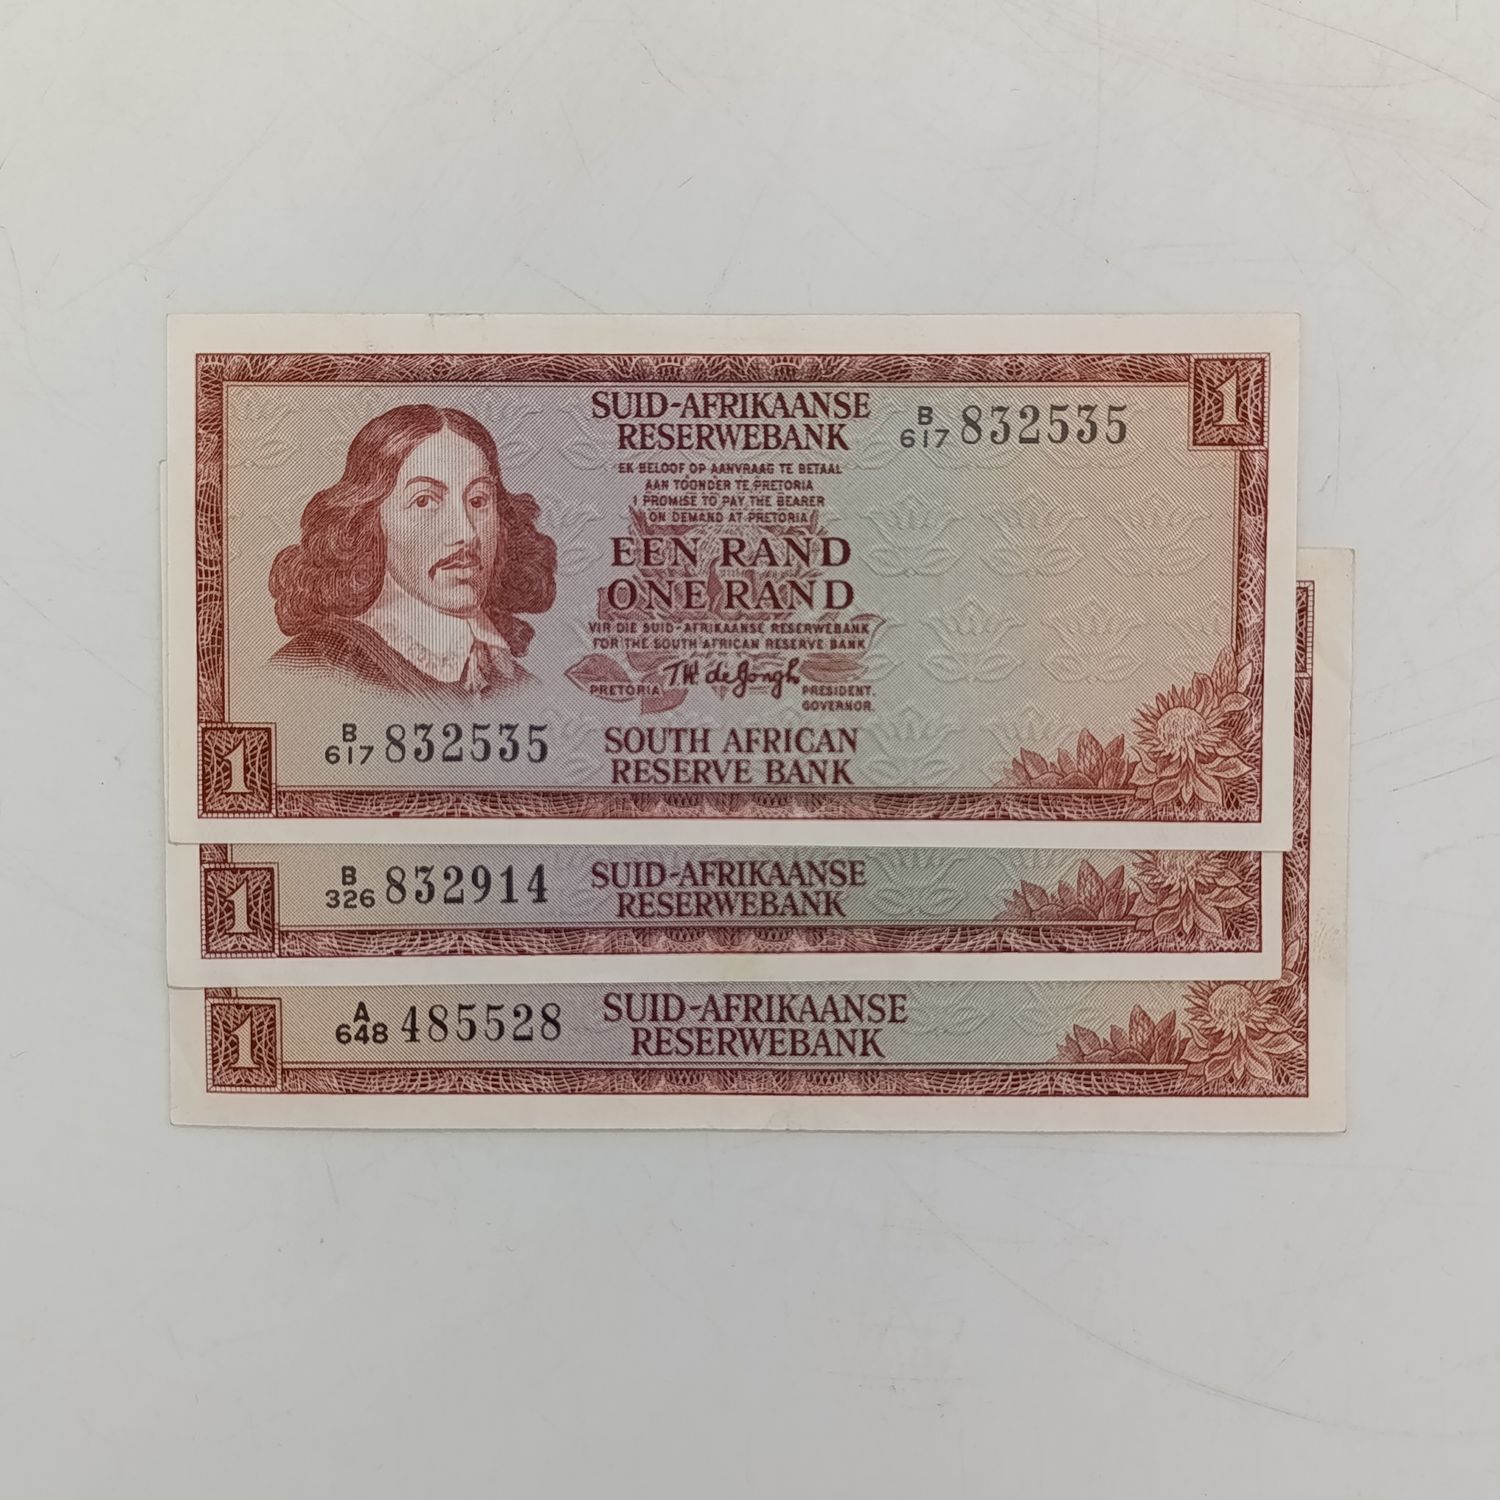 1
SUID-AFRIKAANSE
RESERWEBANK
B
617 832535
EK BELOOF OP AANVRAAG TE BETAAL
AAN TOONDER TE PRETORIA
I PROMISE TO PAY THE BEARER
ON DEMAND AT PRETORIA
EEN RAND
ONE RAND
VIR DIE SUID-AFRIKAANSE RESERWEBANK
FOR THE SOUTH AFRICAN RESERVE BANK
T.W. de Jongh
PRETORIA PRESIDENT.
GOVERNOR.
B
617 832535
SOUTH AFRICAN
RESERVE BANK
1
B
326 832914
SUID-AFRIKAANSE
RESERWEBANK
1
A
648 485528
SUID-AFRIKAANSE
RESERWEBANK
1